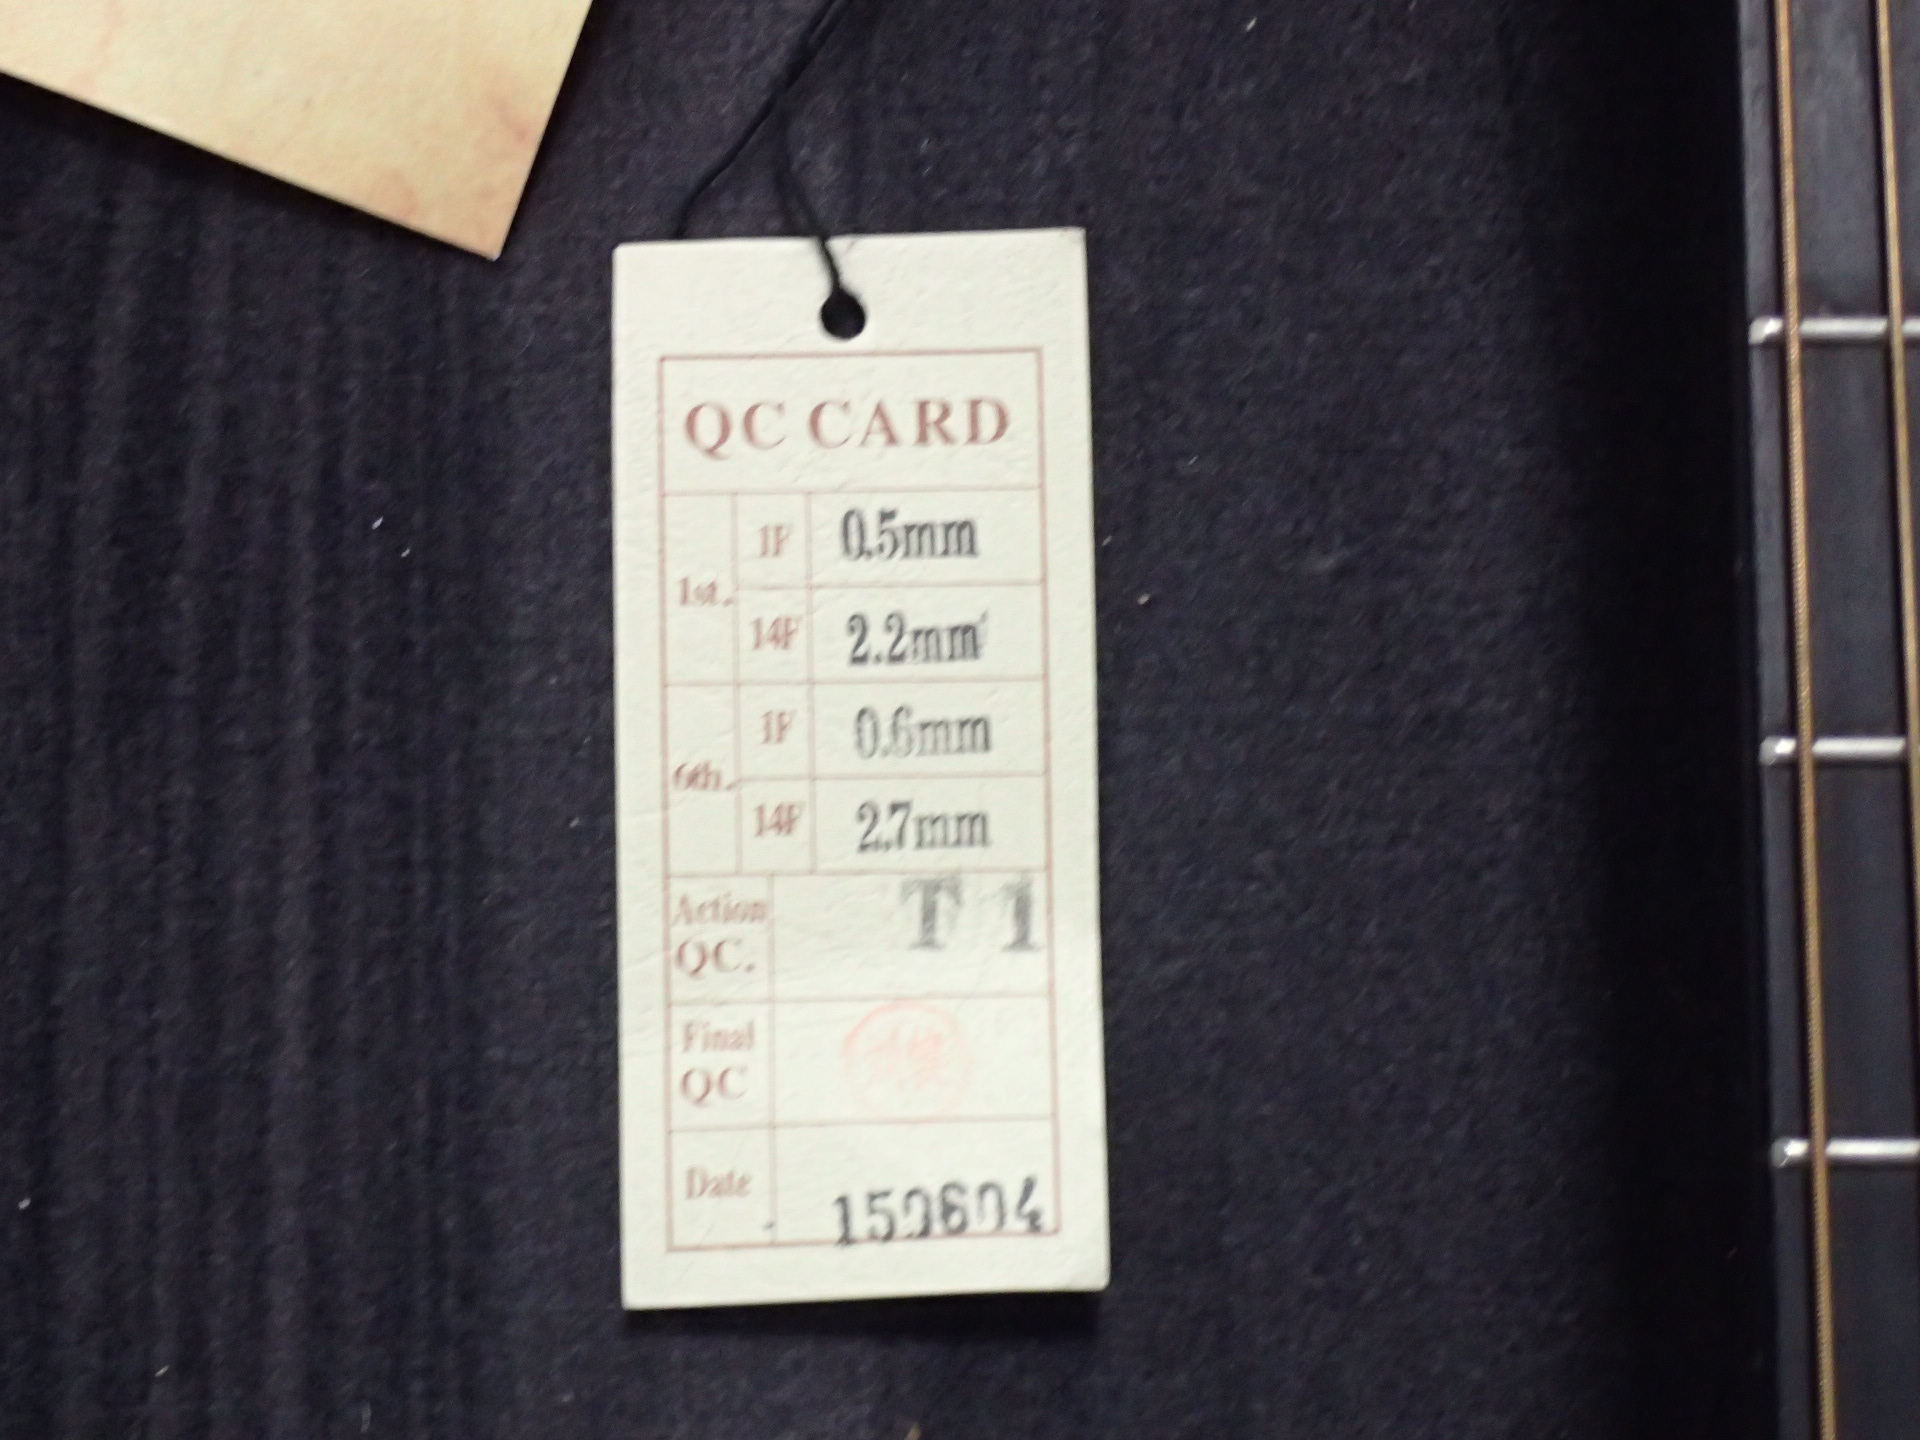 QC CARD
1st. 1F 0.5mm
14F 2.2mm
6th. 1F 0.6mm
14F 2.7mm
Action QC. T 1
Final QC
Date 150604